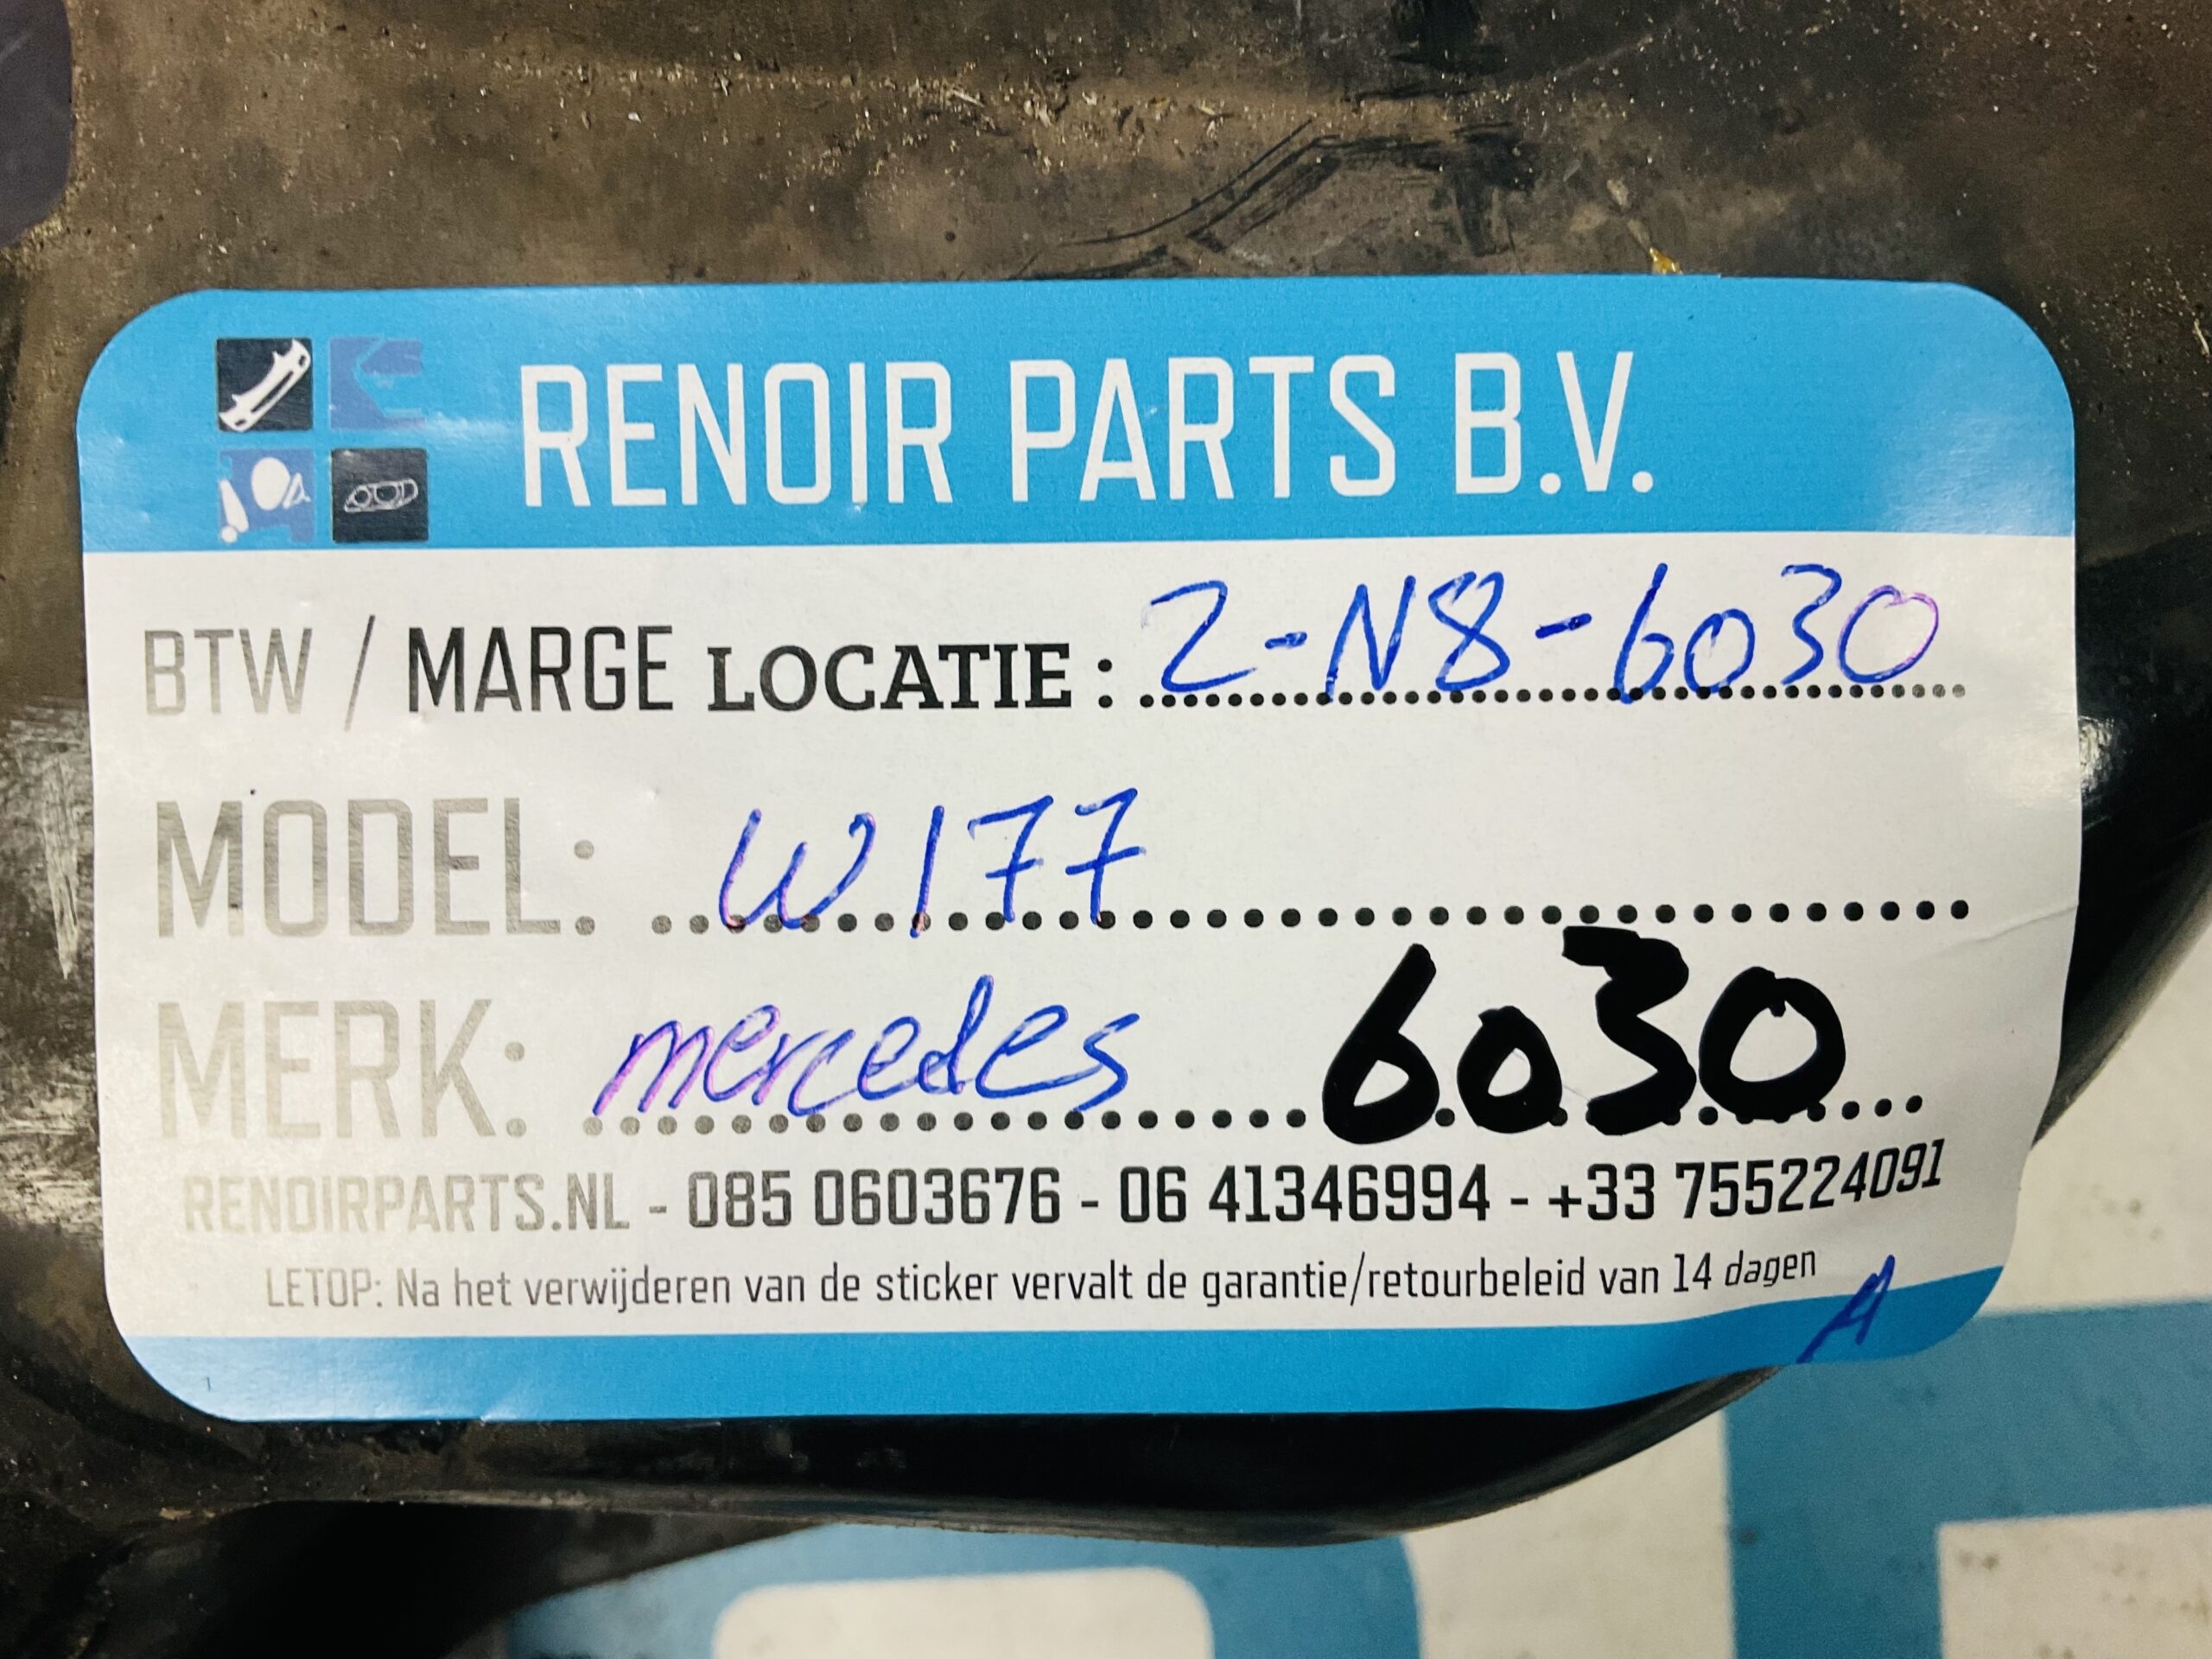 RENOIR PARTS B.V.
BTW / MARGE LOCATIE : 2-N8-6030
MODEL: W177
MERK: mercedes 6030
RENOIRPARTS.NL - 085 0603676 - 06 41346994 - +33 755224091
LETOP: Na het verwijderen van de sticker vervalt de garantie/retourbeleid van 14 dagen
A